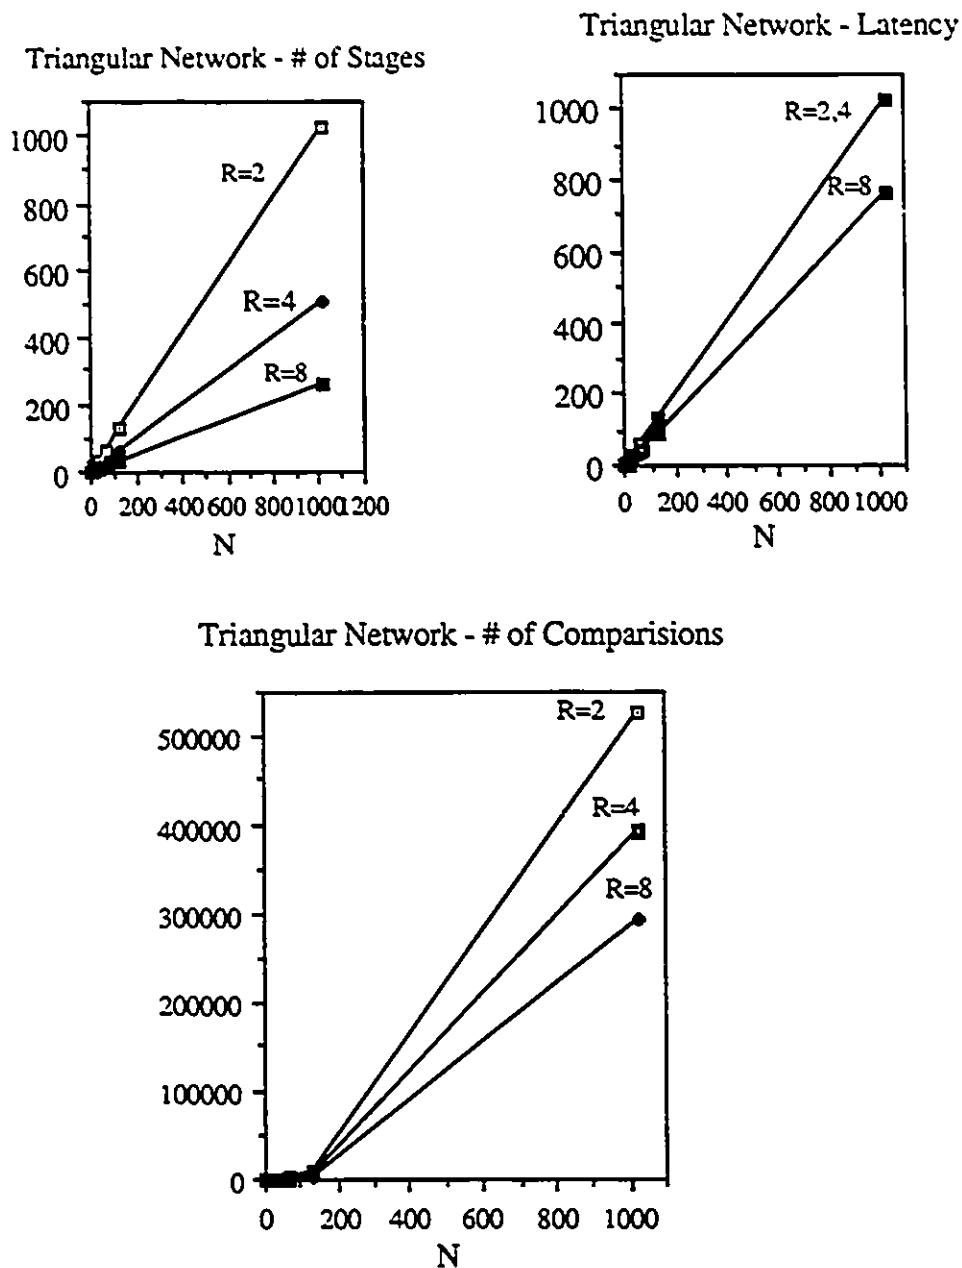 Triangular Network - # of Stages
1000
800
600
400
200
0
R=2
R=4
R=8
0 200 400 600 800 1000 1200
N
Triangular Network - Latency
1000
800
600
400
200
0
R=2,4
R=8
0 200 400 600 800 1000
N
Triangular Network - # of Comparisions
500000
400000
300000
200000
100000
0
R=2
R=4
R=8
0 200 400 600 800 1000
N